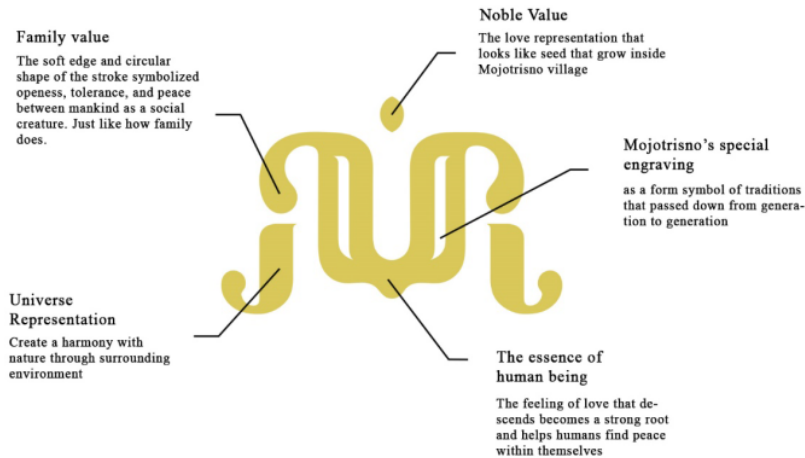 Family value
The soft edge and circular
shape of the stroke symbolized
openess, tolerance, and peace
between mankind as a social
creature. Just like how family
does.
Noble Value
The love representation that
looks like seed that grow inside
Mojotrisno village
Mojotrisno's special
engraving
as a form symbol of traditions
that passed down from genera-
tion to generation
Universe
Representation
Create a harmony with
nature through surrounding
environment
The essence of
human being
The feeling of love that de-
scends becomes a strong root
and helps humans find peace
within themselves